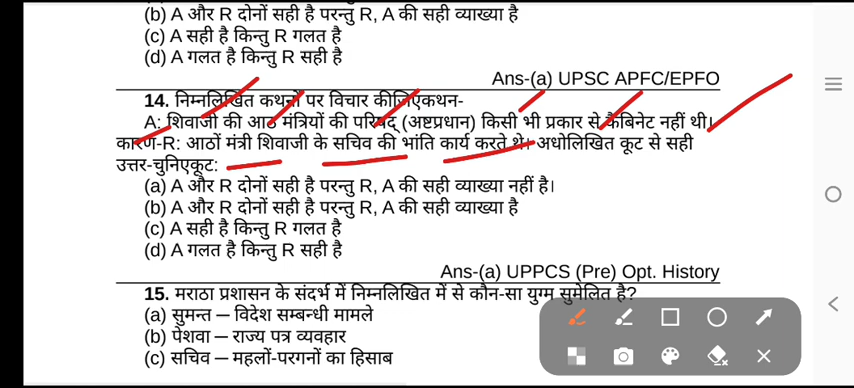 (b) A और R दोनों सही है परन्तु R, A की सही व्याख्या है
(c) A सही है किन्तु R गलत है
(d) A गलत है किन्तु R सही है
Ans-(a) UPSC APFC/EPFO
14. निम्नलिखित कथनों पर विचार कीजिएकथन-
A: शिवाजी की आठ मंत्रियों की परिषद् (अष्टप्रधान) किसी भी प्रकार से कैबिनेट नहीं थी।
कारण-R: आठों मंत्री शिवाजी के सचिव की भांति कार्य करते थे। अधोलिखित कूट से सही
उत्तर-चुनिएकूट:
(a) A और R दोनों सही है परन्तु R, A की सही व्याख्या नहीं है।
(b) A और R दोनों सही है परन्तु R, A की सही व्याख्या है
(c) A सही है किन्तु R गलत है
(d) A गलत है किन्तु R सही है
Ans-(a) UPPCS (Pre) Opt. History
15. मराठा प्रशासन के संदर्भ में निम्नलिखित में से कौन-सा युग्म सुमेलित है?
(a) सुमन्त – विदेश सम्बन्धी मामले
(b) पेशवा – राज्य पत्र व्यवहार
(c) सचिव – महलों-परगनों का हिसाब